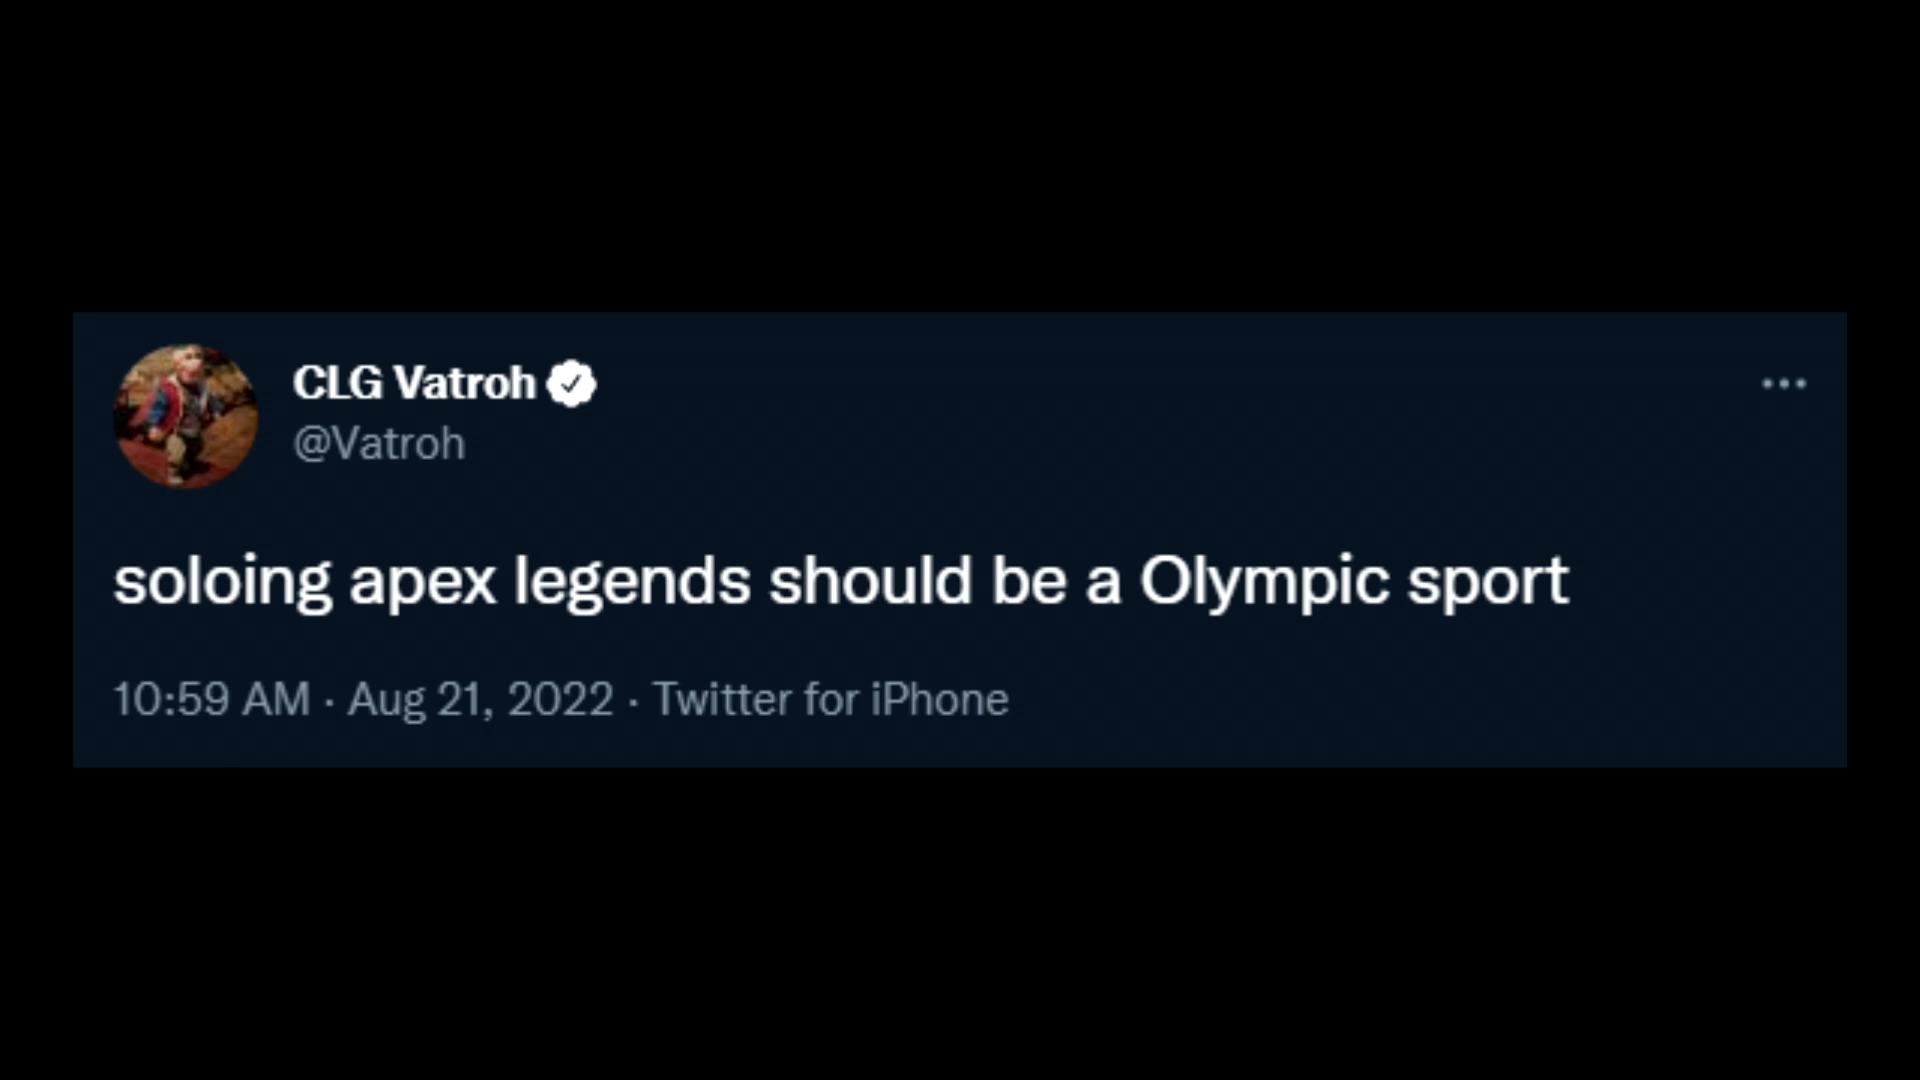 CLG Vatroh
@Vatroh
soloing apex legends should be a Olympic sport
10:59 AM · Aug 21, 2022 · Twitter for iPhone